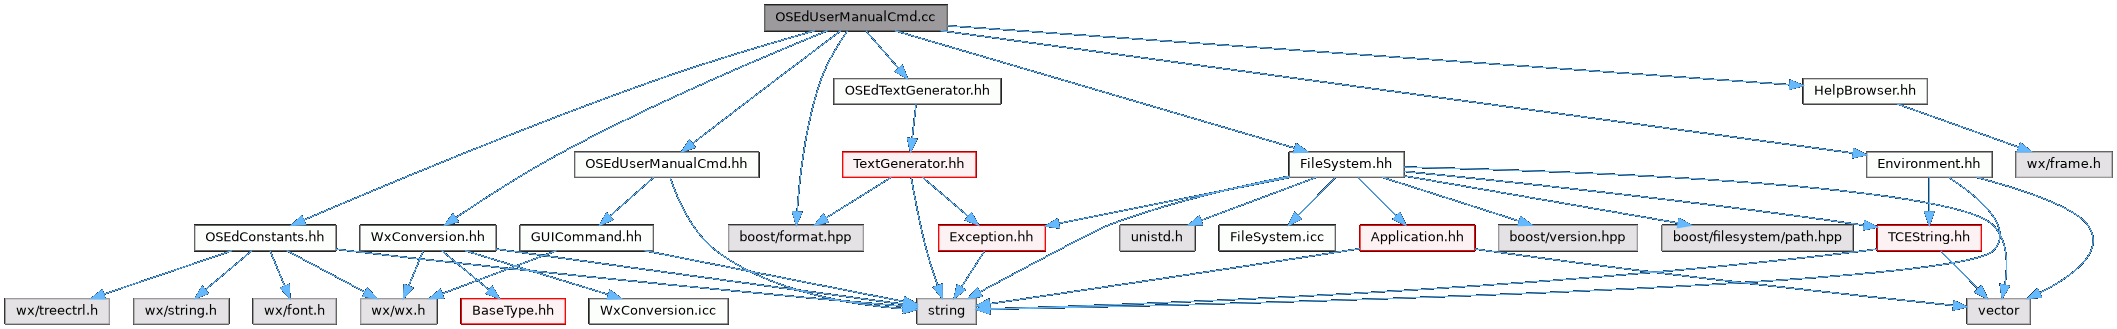 OSEdUserManualCmd.cc
OSEdTextGenerator.hh
HelpBrowser.hh
OSEdUserManualCmd.hh
TextGenerator.hh
FileSystem.hh
Environment.hh
wx/frame.h
OSEdConstants.hh
WxConversion.hh
GUICommand.hh
boost/format.hpp
Exception.hh
unistd.h
FileSystem.icc
Application.hh
boost/version.hpp
boost/filesystem/path.hpp
TCEString.hh
wx/treectrl.h
wx/string.h
wx/font.h
wx/wx.h
BaseType.hh
WxConversion.icc
string
vector